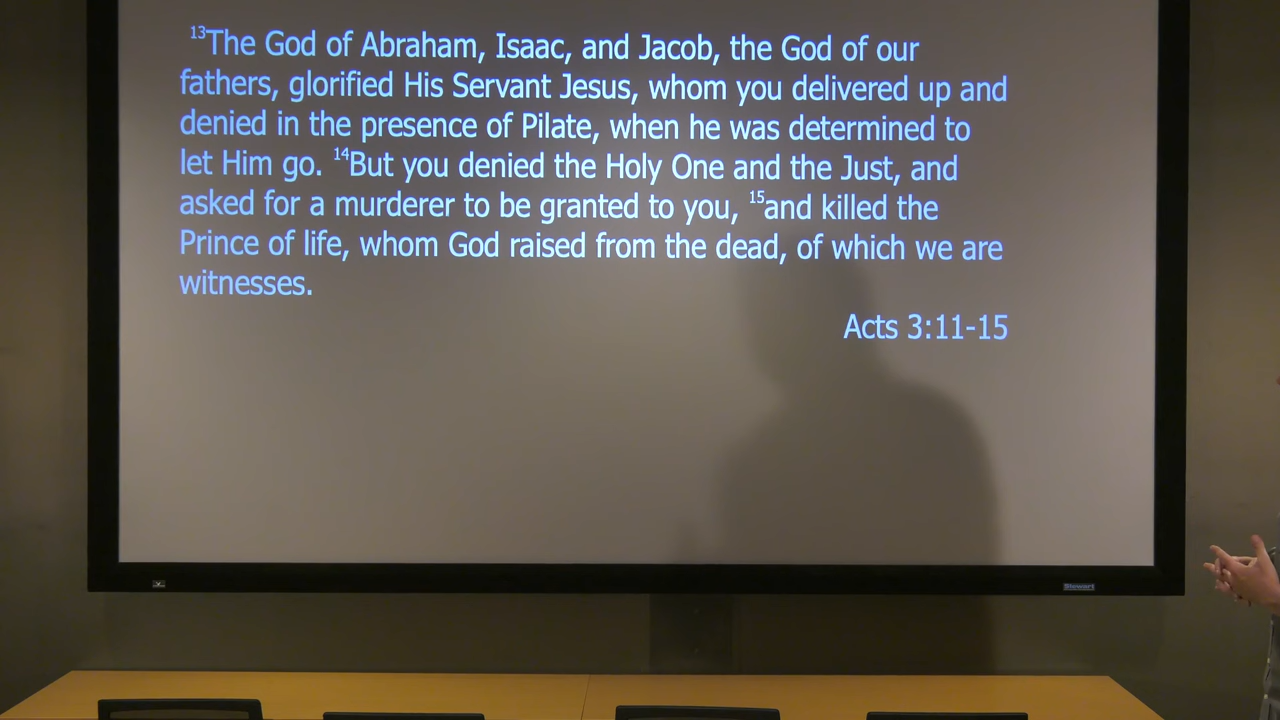 ¹³The God of Abraham, Isaac, and Jacob, the God of our
fathers, glorified His Servant Jesus, whom you delivered up and
denied in the presence of Pilate, when he was determined to
let Him go. ¹⁴But you denied the Holy One and the Just, and
asked for a murderer to be granted to you, ¹⁵and killed the
Prince of life, whom God raised from the dead, of which we are
witnesses.
Acts 3:11-15
Stewart